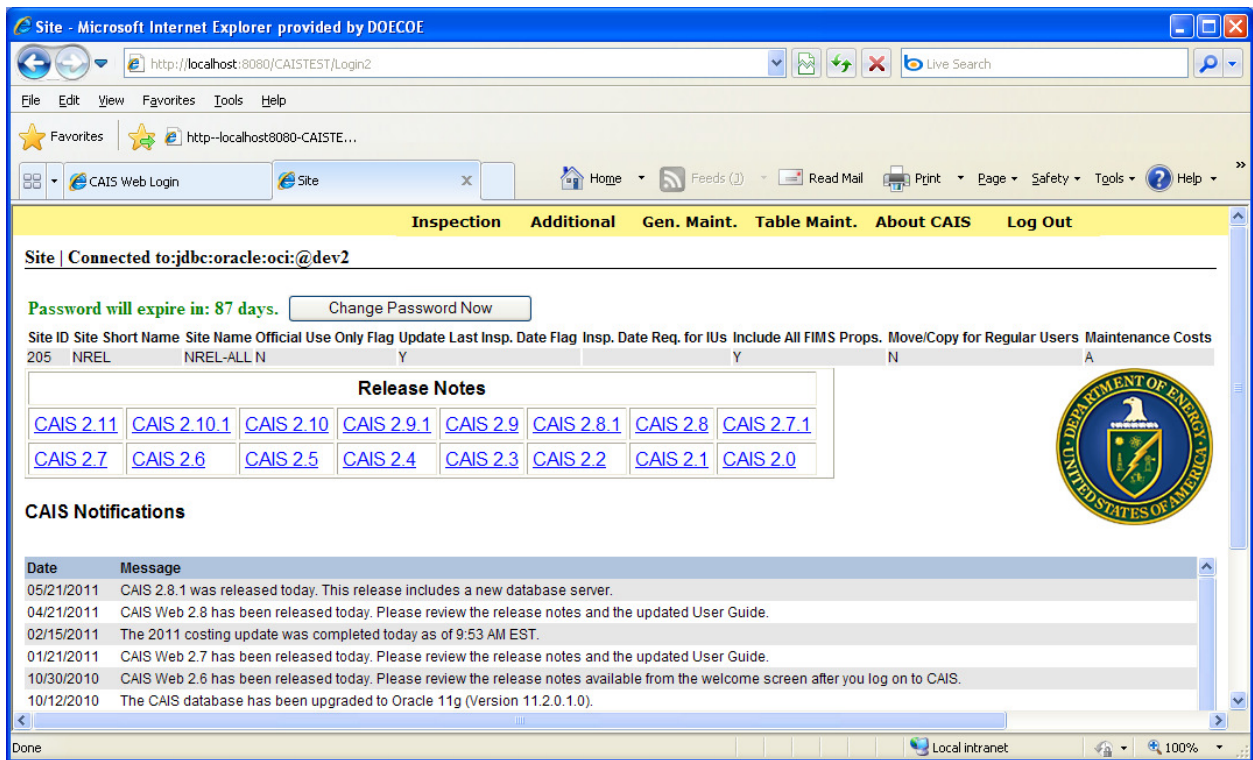 Site - Microsoft Internet Explorer provided by DOECOE
http://localhost:8080/CAISTEST/Login2
Live Search
File Edit View Favorites Tools Help
Favorites http--localhost8080-CAISTE...
CAIS Web Login Site Home Feeds (J) Read Mail Print Page Safety Tools Help »
Inspection Additional Gen. Maint. Table Maint. About CAIS Log Out
Site | Connected to:jdbc:oracle:oci:@dev2
Password will expire in: 87 days. Change Password Now
Site ID Site Short Name Site Name Official Use Only Flag Update Last Insp. Date Flag Insp. Date Req. for IUs Include All FIMS Props. Move/Copy for Regular Users Maintenance Costs
205 NREL NREL-ALL N Y Y N A
Release Notes
CAIS 2.11 CAIS 2.10.1 CAIS 2.10 CAIS 2.9.1 CAIS 2.9 CAIS 2.8.1 CAIS 2.8 CAIS 2.7.1
CAIS 2.7 CAIS 2.6 CAIS 2.5 CAIS 2.4 CAIS 2.3 CAIS 2.2 CAIS 2.1 CAIS 2.0
DEPARTMENT OF ENERGY
UNITED STATES OF AMERICA
CAIS Notifications
Date Message
05/21/2011 CAIS 2.8.1 was released today. This release includes a new database server.
04/21/2011 CAIS Web 2.8 has been released today. Please review the release notes and the updated User Guide.
02/15/2011 The 2011 costing update was completed today as of 9:53 AM EST.
01/21/2011 CAIS Web 2.7 has been released today. Please review the release notes and the updated User Guide.
10/30/2010 CAIS Web 2.6 has been released today. Please review the release notes available from the welcome screen after you log on to CAIS.
10/12/2010 The CAIS database has been upgraded to Oracle 11g (Version 11.2.0.1.0).
Done Local intranet 100%